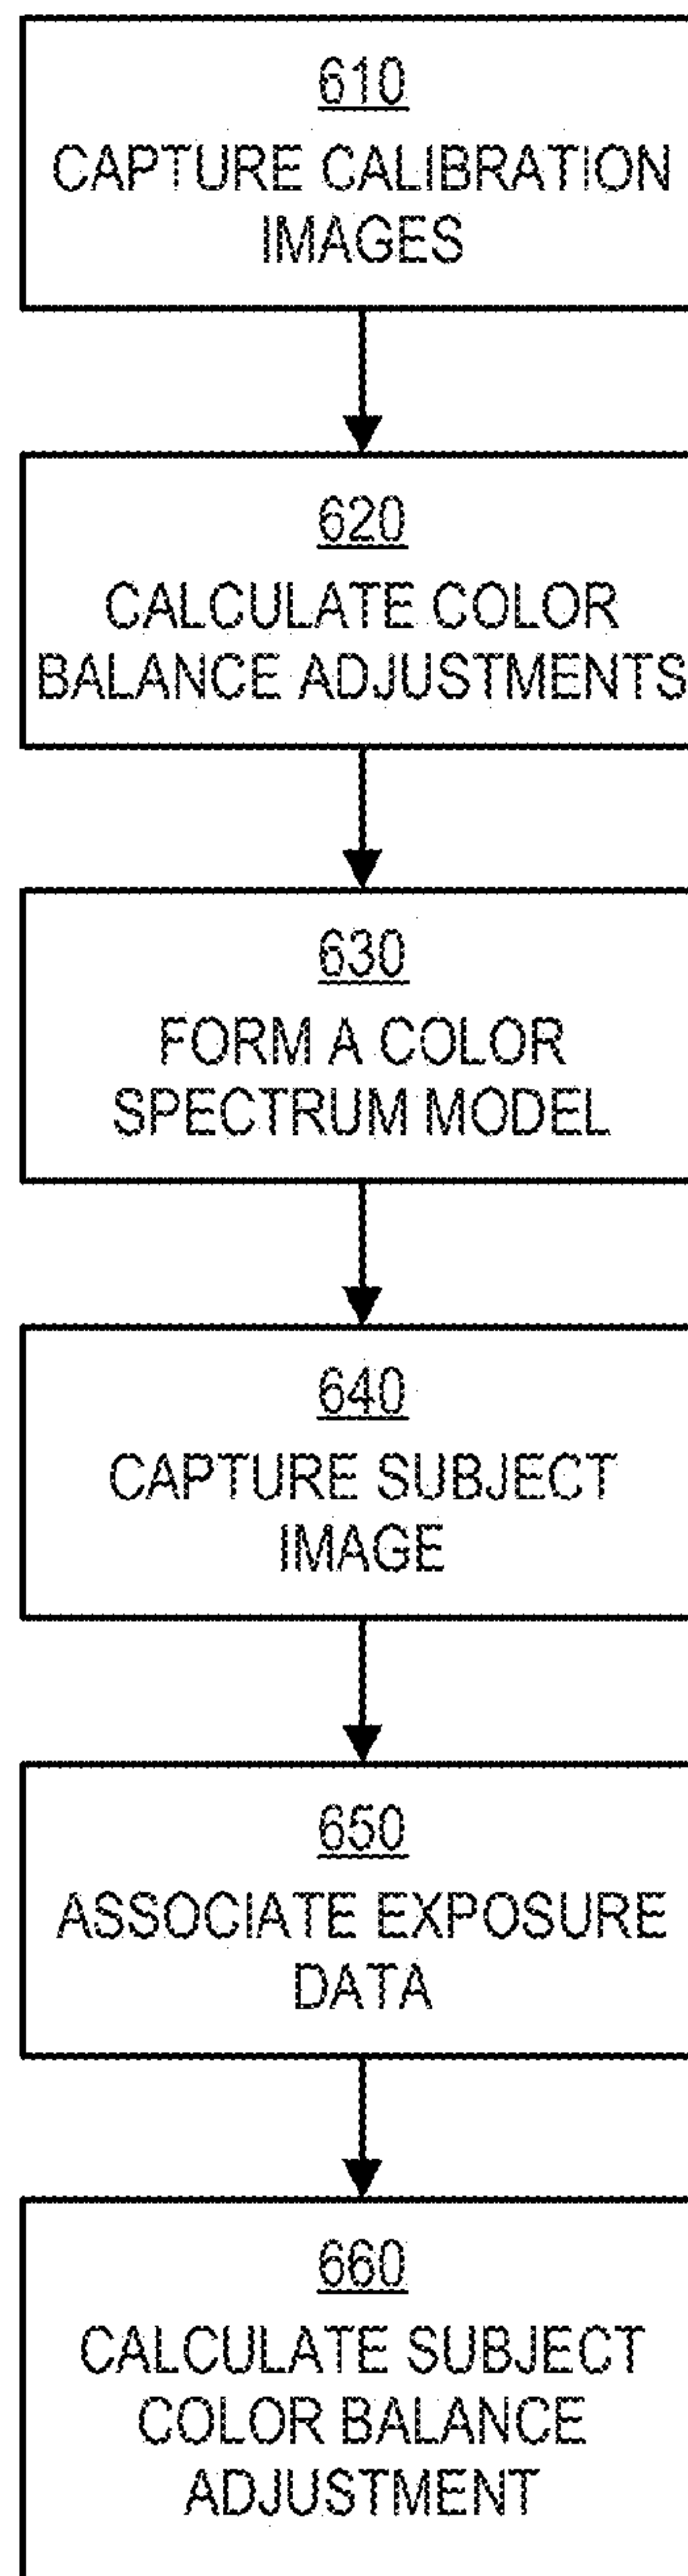 610
CAPTURE CALIBRATION
IMAGES
620
CALCULATE COLOR
BALANCE ADJUSTMENTS
630
FORM A COLOR
SPECTRUM MODEL
640
CAPTURE SUBJECT
IMAGE
650
ASSOCIATE EXPOSURE
DATA
660
CALCULATE SUBJECT
COLOR BALANCE
ADJUSTMENT